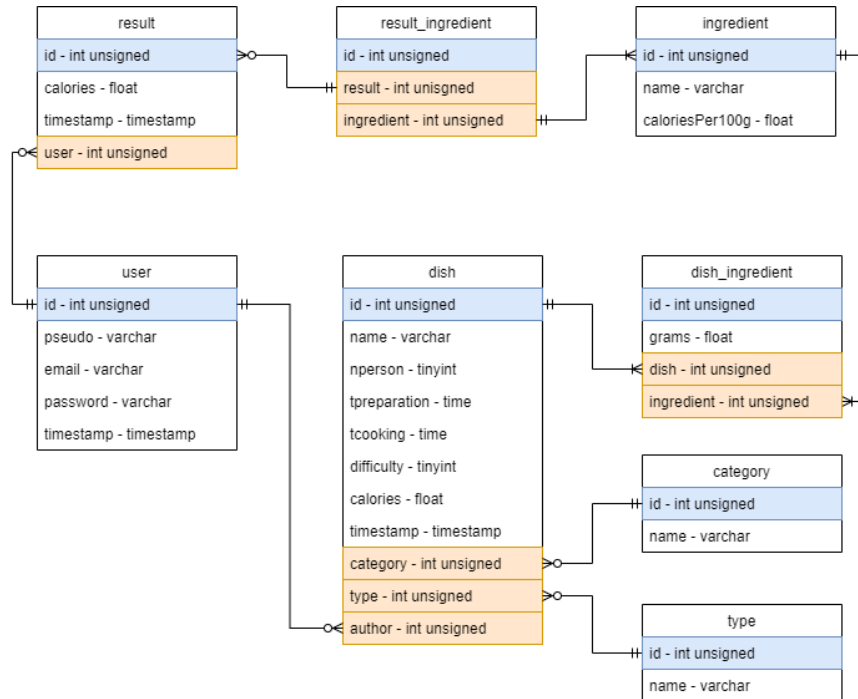 result
id - int unsigned
calories - float
timestamp - timestamp
user - int unsigned
result_ingredient
id - int unsigned
result - int unisgned
ingredient - int unsigned
ingredient
id - int unsigned
name - varchar
caloriesPer100g - float
user
id - int unsigned
pseudo - varchar
email - varchar
password - varchar
timestamp - timestamp
dish
id - int unsigned
name - varchar
nperson - tinyint
tpreparation - time
tcooking - time
difficulty - tinyint
calories - float
timestamp - timestamp
category - int unsigned
type - int unsigned
author - int unsigned
dish_ingredient
id - int unsigned
grams - float
dish - int unsigned
ingredient - int unsigned
category
id - int unsigned
name - varchar
type
id - int unsigned
name - varchar